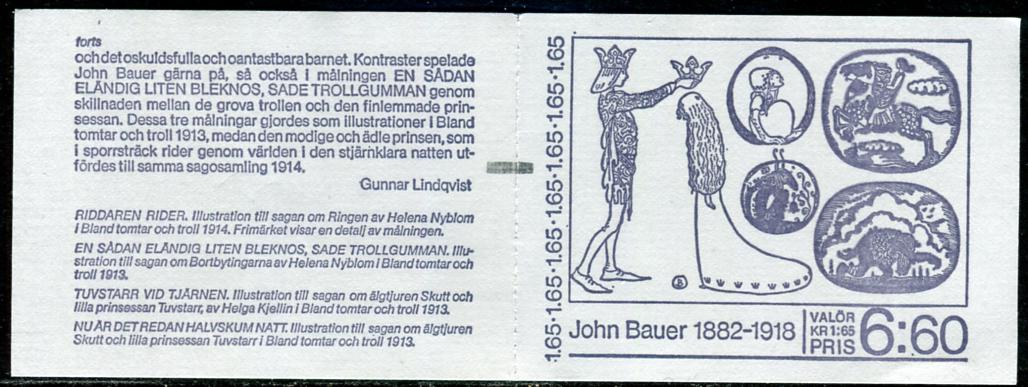 forts
och det oskuldsfulla och oantastbara barnet. Kontraster spelade
John Bauer gärna på, så också i målningen EN SÅDAN
ELÄNDIG LITEN BLEKNOS, SADE TROLLGUMMAN genom
skillnaden mellan de grova trollen och den finlemmade prin-
sessan. Dessa tre målningar gjordes som illustrationer i Bland
tomtar och troll 1913, medan den modige och ädle prinsen, som
i sporrsträck rider genom världen i den stjärnklara natten ut-
fördes till samma sagosamling 1914.
Gunnar Lindqvist
RIDDAREN RIDER. Illustration till sagan om Ringen av Helena Nyblom
i Bland tomtar och troll 1914. Frimärket visar en detalj av målningen.
EN SÅDAN ELÄNDIG LITEN BLEKNOS, SADE TROLLGUMMAN. Illu-
stration till sagan om Bortbytingarna av Helena Nyblom i Bland tomtar och
troll 1913.
TUVSTARR VID TJÄRNEN. Illustration till sagan om älgtjuren Skutt och
lilla prinsessan Tuvstarr, av Helge Kjellin i Bland tomtar och troll 1913.
NU ÄR DET REDAN HALVSKUM NATT. Illustration till sagan om älgtjuren
Skutt och lilla prinsessan Tuvstarr i Bland tomtar och troll 1913.
1.65·1.65·1.65·1.65·1.65·1.65·1.65
John Bauer 1882-1918
VALÖR
KR 1:65
PRIS
6:60